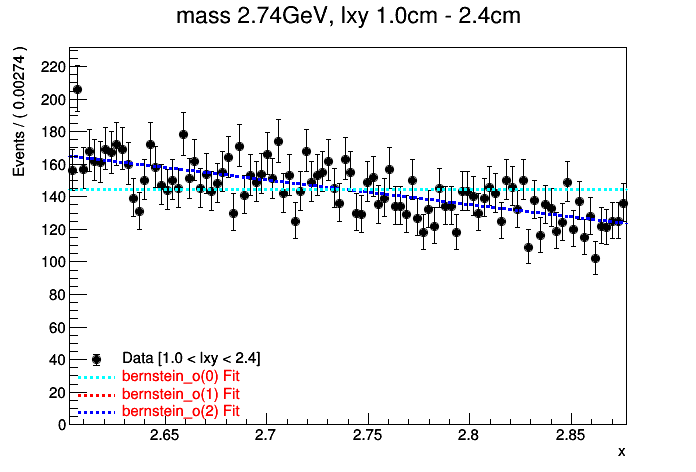 mass 2.74GeV, lxy 1.0cm - 2.4cm
Events / ( 0.00274 )
220
200
180
160
140
120
100
80
60
40
20
0
Data [1.0 < lxy < 2.4]
bernstein_o(0) Fit
bernstein_o(1) Fit
bernstein_o(2) Fit
2.65 2.7 2.75 2.8 2.85
x